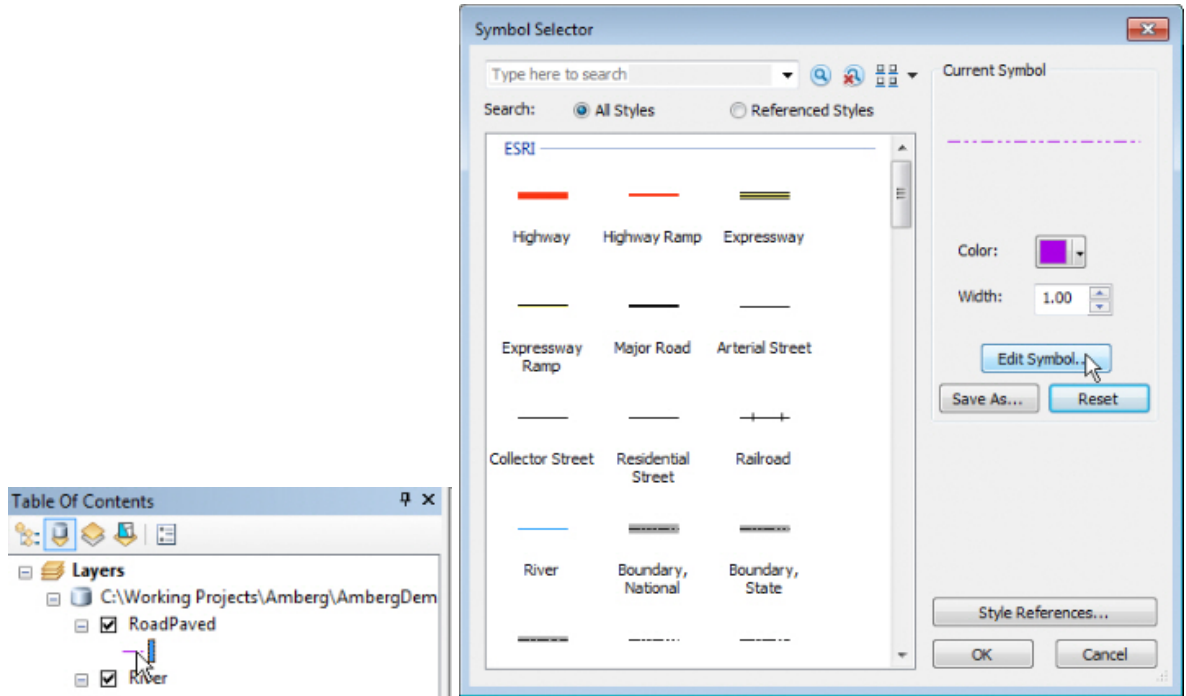 Symbol Selector
Type here to search
Search: All Styles Referenced Styles
ESRI
Highway Highway Ramp Expressway
Expressway Ramp Major Road Arterial Street
Collector Street Residential Street Railroad
River Boundary, National Boundary, State
Current Symbol
Color:
Width: 1.00
Edit Symbol...
Save As... Reset
Style References...
OK Cancel
Table Of Contents
Layers
C:\Working Projects\Amberg\AmbergDem
RoadPaved
River